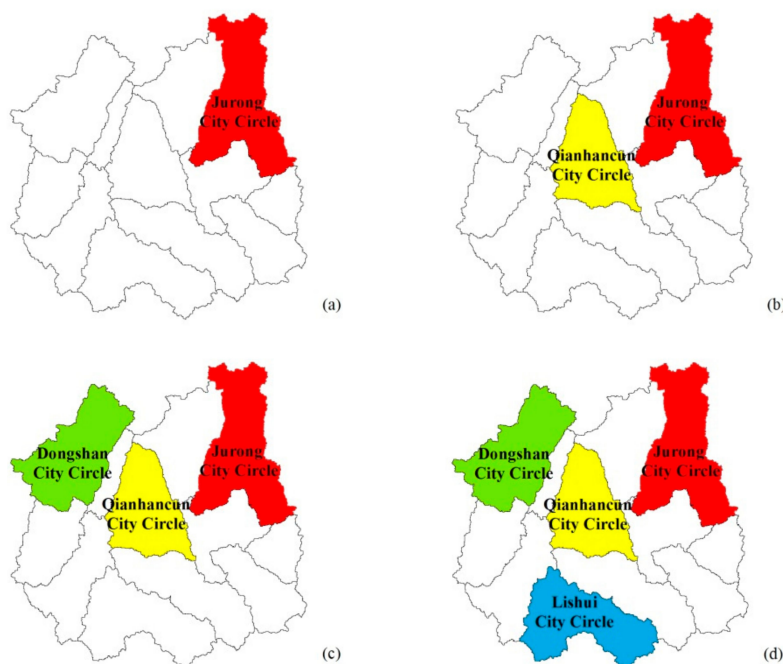 Jurong
City Circle
(a)
Jurong
City Circle
Qianhancun
City Circle
(b)
Dongshan
City Circle
Jurong
City Circle
Qianhancun
City Circle
(c)
Dongshan
City Circle
Jurong
City Circle
Qianhancun
City Circle
Lishui
City Circle
(d)